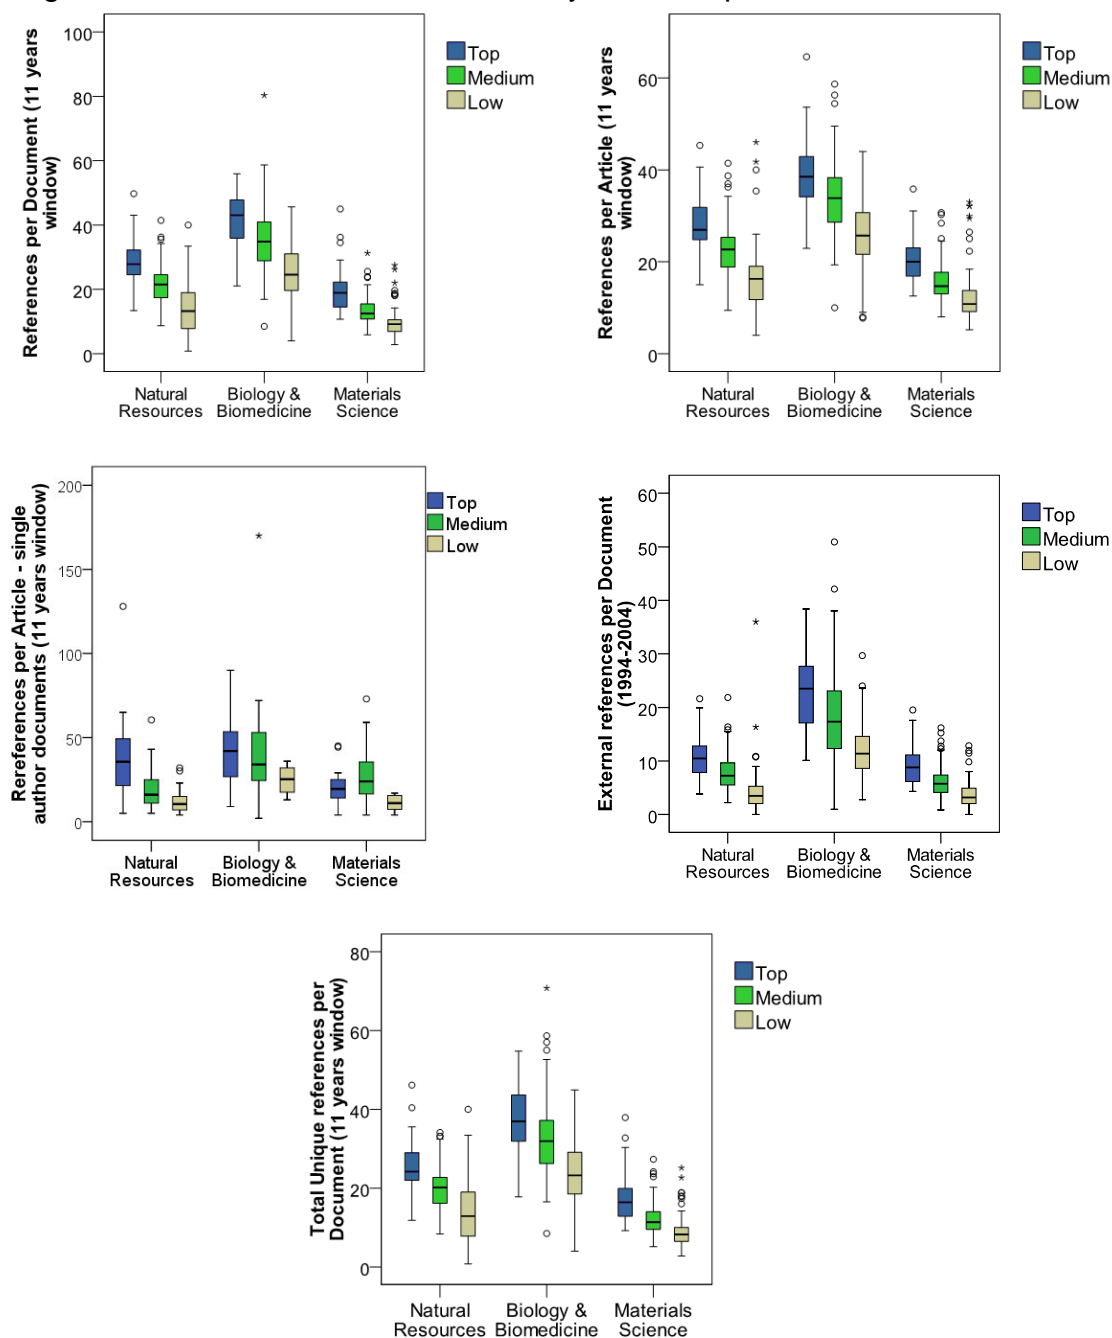 100
80
60
40
20
0
References per Document (11 years
window)
Natural
Resources
Biology &
Biomedicine
Materials
Science
Top
Medium
Low
60
40
20
0
References per Article (11 years
window)
Natural
Resources
Biology &
Biomedicine
Materials
Science
Top
Medium
Low
200
150
100
50
0
Rereferences per Article - single
author documents (11 years window)
Natural
Resources
Biology &
Biomedicine
Materials
Science
Top
Medium
Low
60
50
40
30
20
10
0
External references per Document
(1994-2004)
Natural
Resources
Biology &
Biomedicine
Materials
Science
Top
Medium
Low
80
60
40
20
0
Total Unique references per
Document (11 years window)
Natural
Resources
Biology &
Biomedicine
Materials
Science
Top
Medium
Low